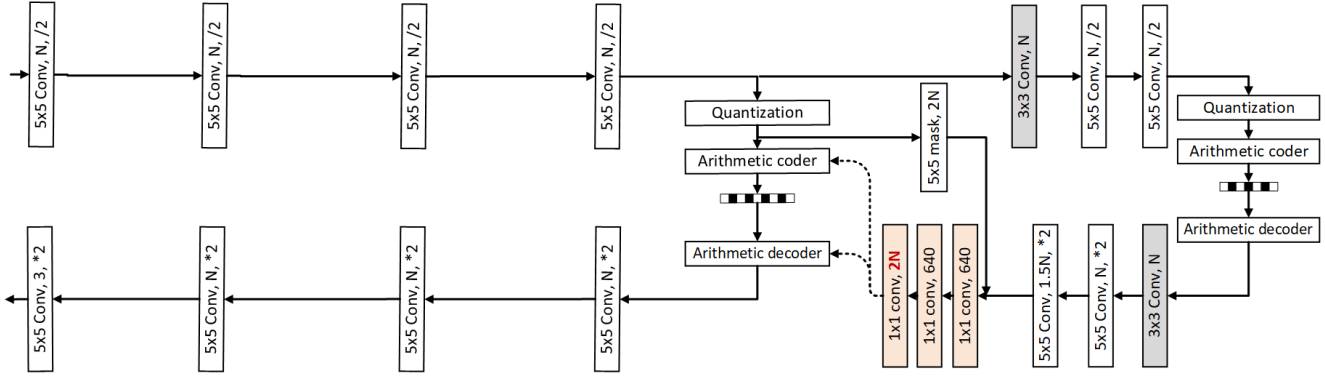 5x5 Conv, N, /2
5x5 Conv, N, /2
5x5 Conv, N, /2
5x5 Conv, N, /2
3x3 Conv, N
5x5 Conv, N, /2
5x5 Conv, N, /2
Quantization
5x5 mask, 2N
Quantization
Arithmetic coder
Arithmetic coder
Arithmetic decoder
Arithmetic decoder
5x5 Conv, 3, *2
5x5 Conv, N, *2
5x5 Conv, N, *2
5x5 Conv, N, *2
1x1 conv, 2N
1x1 conv, 640
1x1 conv, 640
5x5 Conv, 1.5N, *2
5x5 Conv, N, *2
3x3 Conv, N